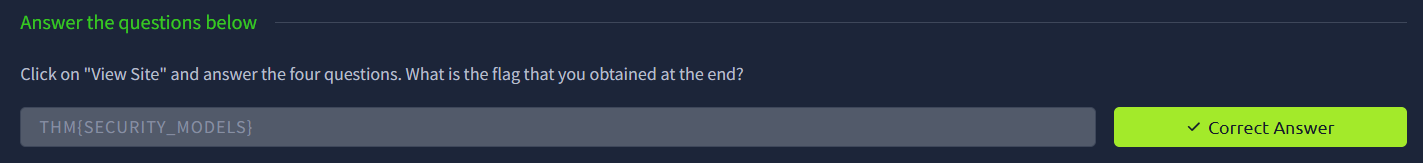 Answer the questions below
Click on "View Site" and answer the four questions. What is the flag that you obtained at the end?
THM{SECURITY_MODELS}
✓ Correct Answer